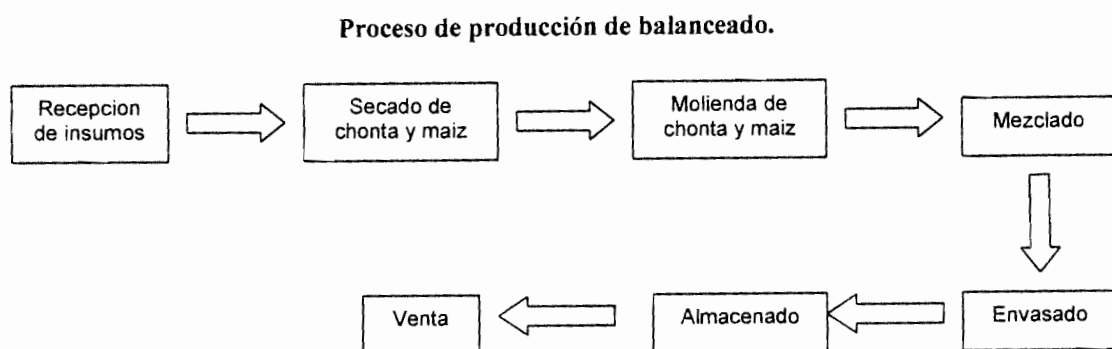 Proceso de producción de balanceado.
Recepcion
de insumos
Secado de
chonta y maiz
Molienda de
chonta y maiz
Mezclado
Envasado
Almacenado
Venta